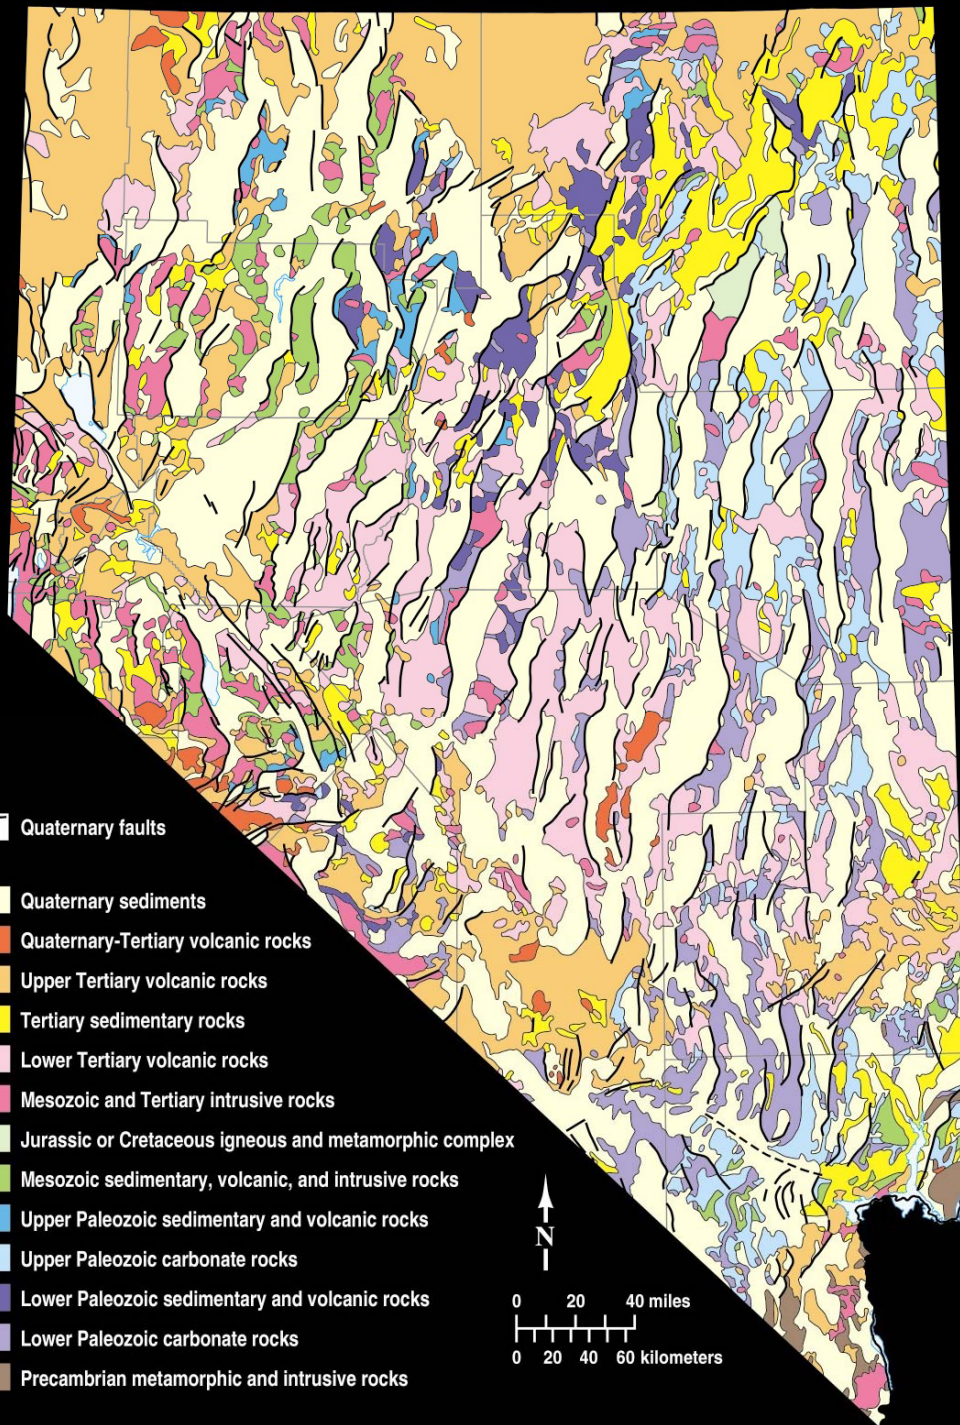 Quaternary faults
Quaternary sediments
Quaternary-Tertiary volcanic rocks
Upper Tertiary volcanic rocks
Tertiary sedimentary rocks
Lower Tertiary volcanic rocks
Mesozoic and Tertiary intrusive rocks
Jurassic or Cretaceous igneous and metamorphic complex
Mesozoic sedimentary, volcanic, and intrusive rocks
Upper Paleozoic sedimentary and volcanic rocks
Upper Paleozoic carbonate rocks
Lower Paleozoic sedimentary and volcanic rocks
Lower Paleozoic carbonate rocks
Precambrian metamorphic and intrusive rocks
N
0 20 40 miles
0 20 40 60 kilometers